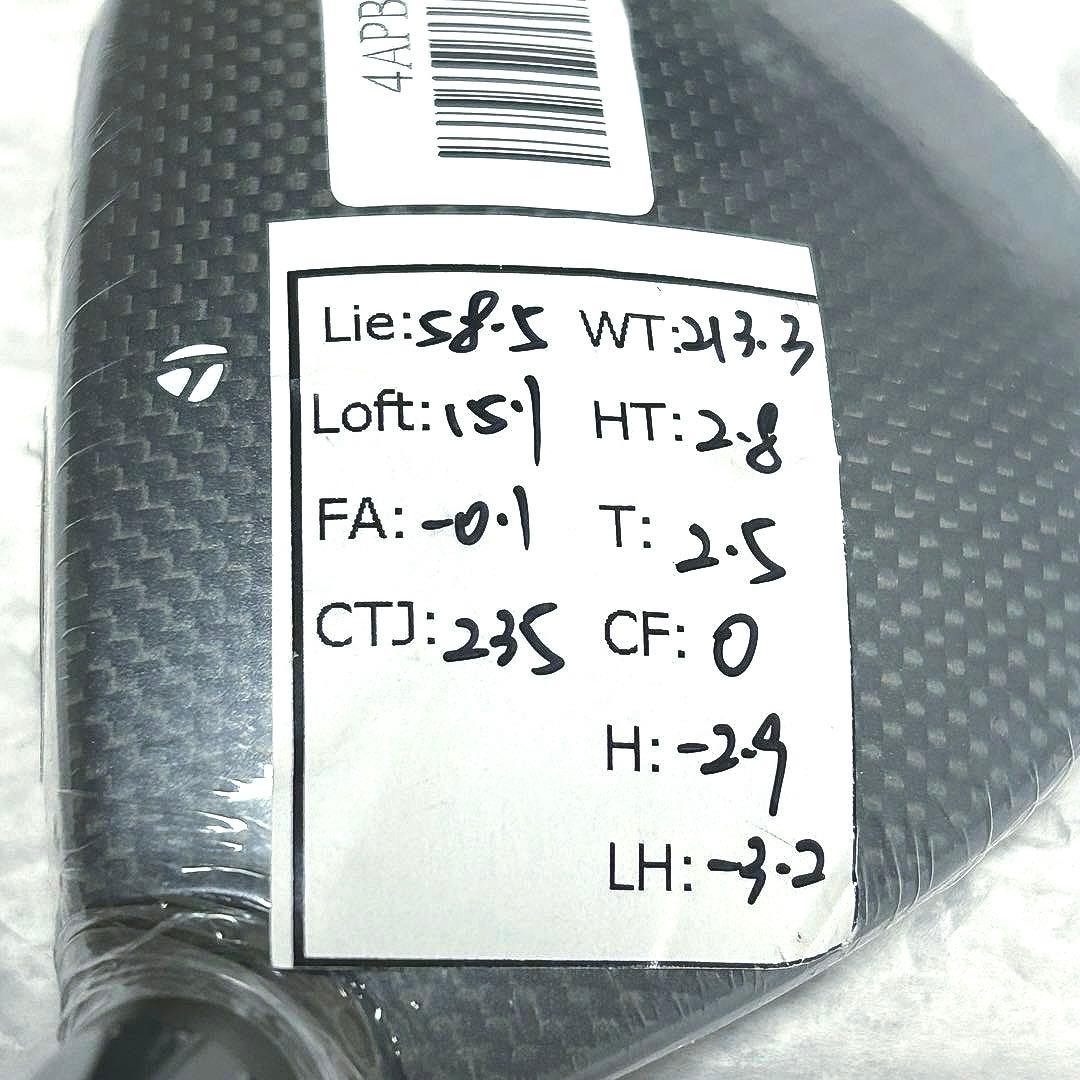 4APB
Lie:58.5 WT:213.3
Loft:15.1 HT:2.8
FA:-0.1 T:2.5
CTJ:235 CF:0
H:-2.9
LH:-3.2